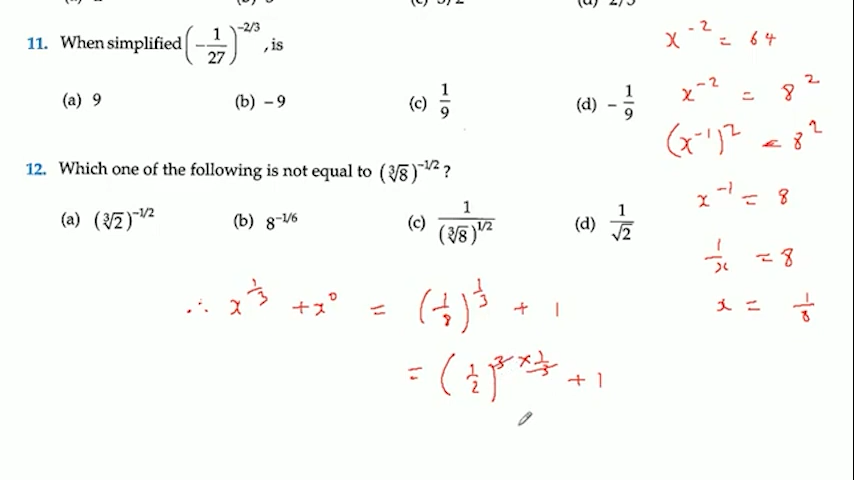 11. When simplified (−1/27)^−2/3, is
(a) 9 (b) −9 (c) 1/9 (d) −1/9
12. Which one of the following is not equal to (∛8)^−1/2?
(a) (∛2)^−1/2 (b) 8^−1/6 (c) 1/(∛8)^1/2 (d) 1/√2
x^−2 = 64
x^−2 = 8^2
(x^−1)^2 = 8^2
x^−1 = 8
1/x = 8
x = 1/8
∴ x^1/3 + x^0 = (1/8)^1/3 + 1
= (1/2)^3×1/3 + 1